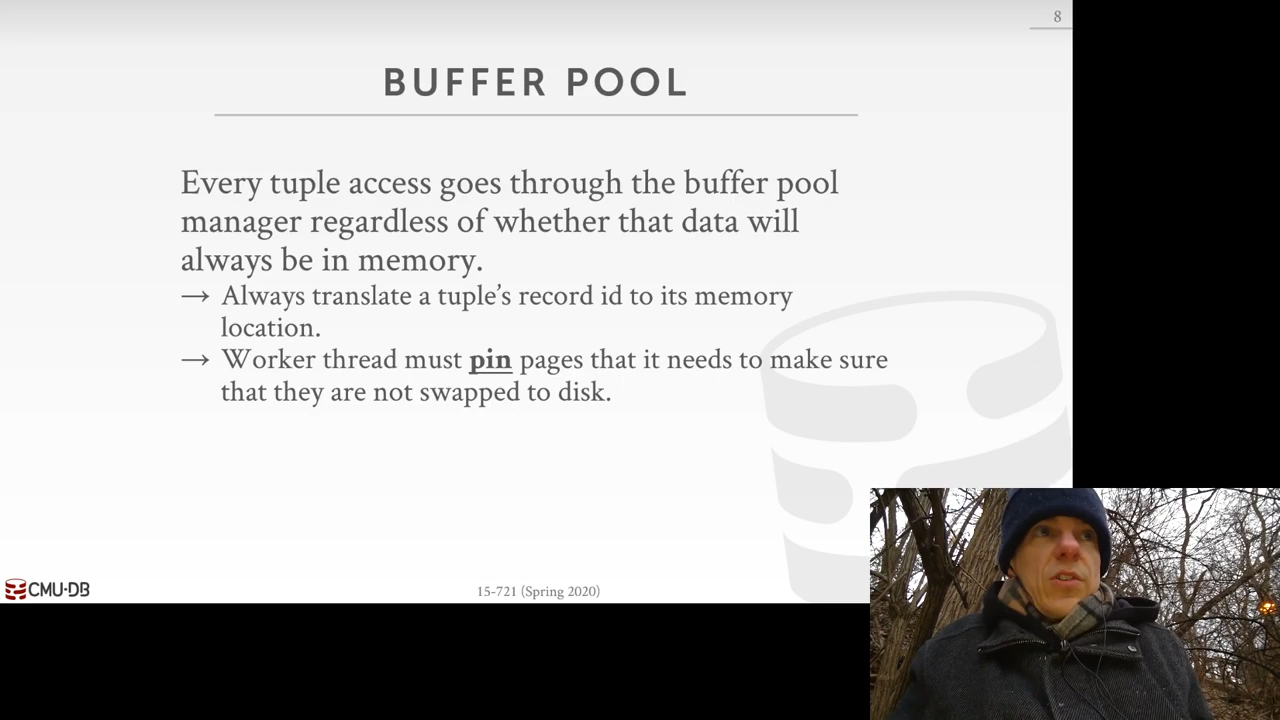 8
BUFFER POOL
Every tuple access goes through the buffer pool
manager regardless of whether that data will
always be in memory.
→ Always translate a tuple’s record id to its memory
location.
→ Worker thread must pin pages that it needs to make sure
that they are not swapped to disk.
CMU·DB
15-721 (Spring 2020)